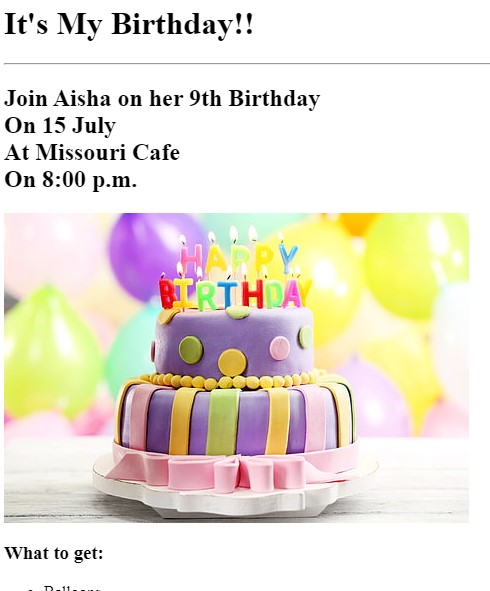 It's My Birthday!!
Join Aisha on her 9th Birthday
On 15 July
At Missouri Cafe
On 8:00 p.m.
HAPPY
BIRTHDAY
What to get: